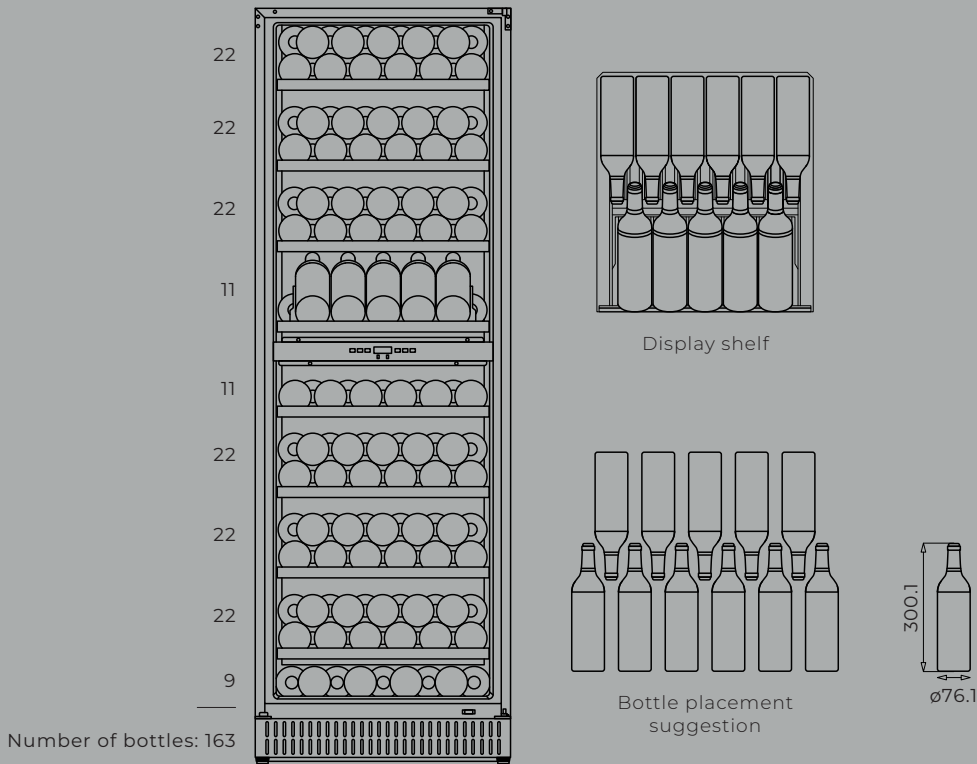 22
22
22
11
11
22
22
22
9
Number of bottles: 163
Display shelf
Bottle placement
suggestion
300.1
ø76.1